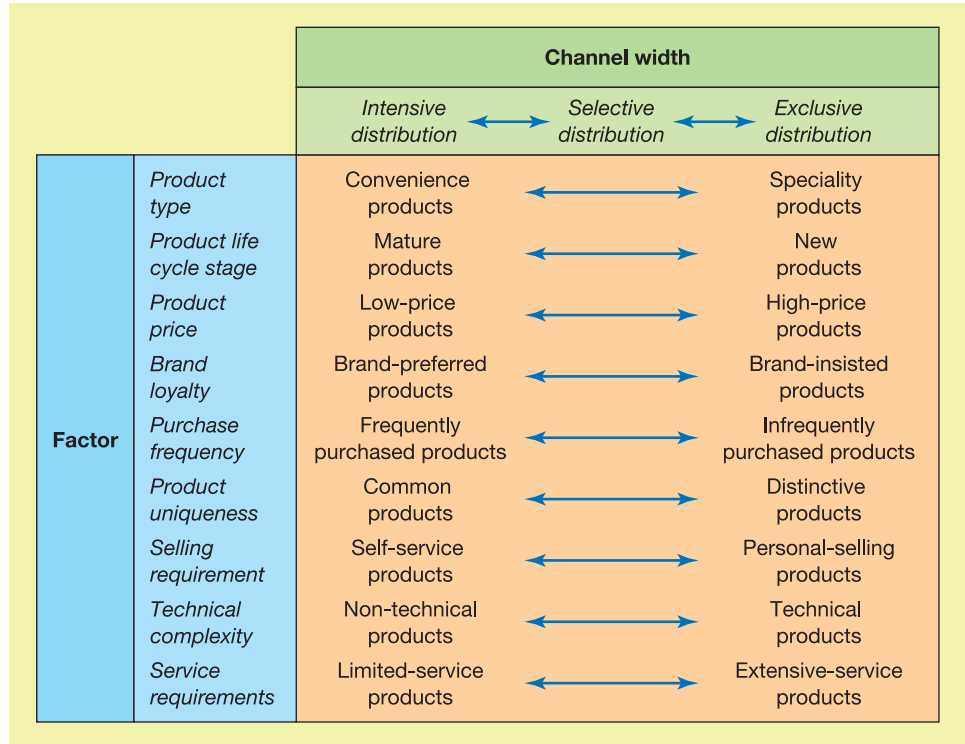 Channel width
Intensive distribution
Selective distribution
Exclusive distribution
Factor
Product type
Convenience products
Speciality products
Product life cycle stage
Mature products
New products
Product price
Low-price products
High-price products
Brand loyalty
Brand-preferred products
Brand-insisted products
Purchase frequency
Frequently purchased products
Infrequently purchased products
Product uniqueness
Common products
Distinctive products
Selling requirement
Self-service products
Personal-selling products
Technical complexity
Non-technical products
Technical products
Service requirements
Limited-service products
Extensive-service products